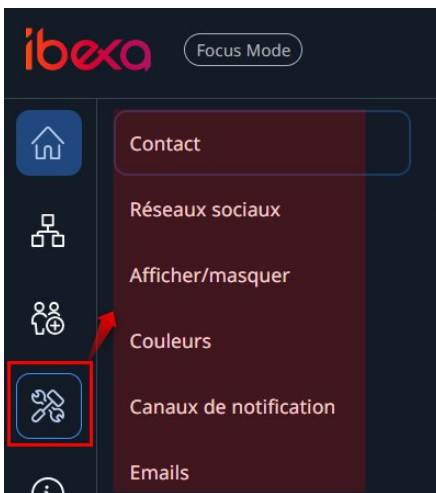 ibexa
Focus Mode
Contact
Réseaux sociaux
Afficher/masquer
Couleurs
Canaux de notification
Emails